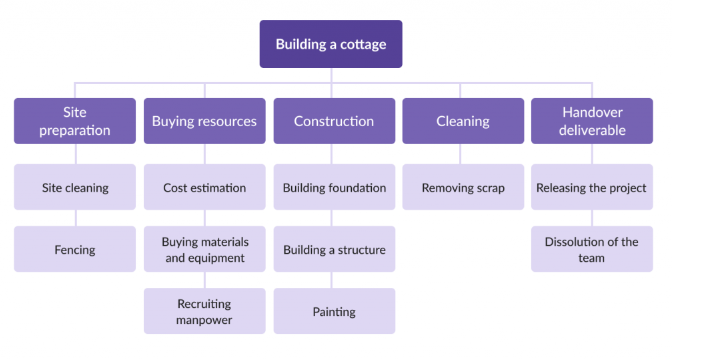 Building a cottage
Site
preparation
Buying resources
Construction
Cleaning
Handover
deliverable
Site cleaning
Cost estimation
Building foundation
Removing scrap
Releasing the project
Fencing
Buying materials
and equipment
Building a structure
Dissolution of the
team
Recruiting
manpower
Painting